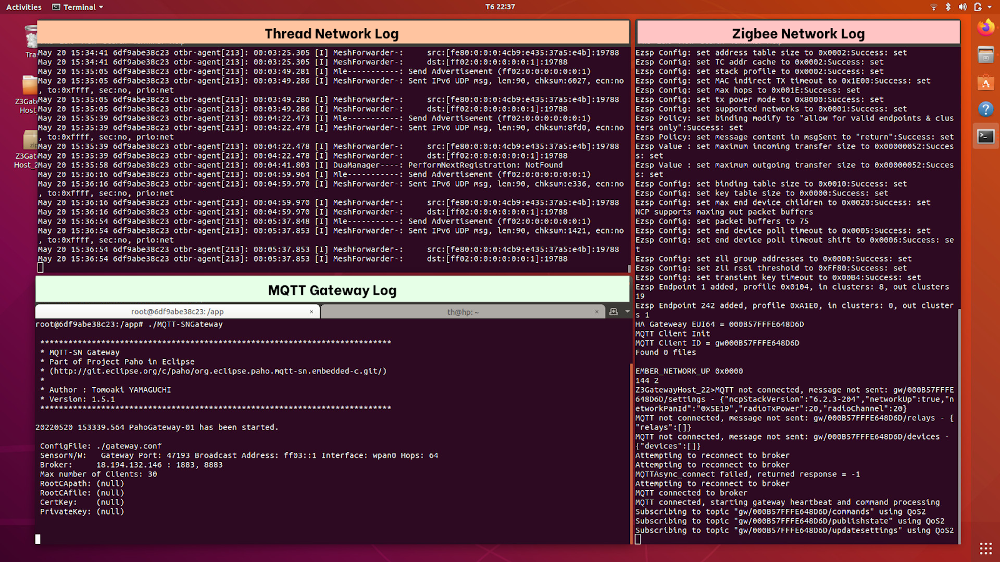 Activities Terminal T6 22:37
Tra
Z3Gate
Host_
zip
Z3Gate
Host_2
Thread Network Log
May 20 15:34:41 6df9abe38c23 otbr-agent[213]: 00:03:25.305 [I] MeshForwarder-:     src:[fe80:0:0:0:4cb9:e435:37a5:e4b]:19788
May 20 15:34:41 6df9abe38c23 otbr-agent[213]: 00:03:25.305 [I] MeshForwarder-:     dst:[ff02:0:0:0:0:0:0:1]:19788
May 20 15:35:05 6df9abe38c23 otbr-agent[213]: 00:03:49.281 [I] Mle-----------: Send Advertisement (ff02:0:0:0:0:0:0:1)
May 20 15:35:05 6df9abe38c23 otbr-agent[213]: 00:03:49.286 [I] MeshForwarder-: Sent IPv6 UDP msg, len:90, chksum:6027, ecn:no
, to:0xffff, sec:no, prio:net
May 20 15:35:05 6df9abe38c23 otbr-agent[213]: 00:03:49.286 [I] MeshForwarder-:     src:[fe80:0:0:0:4cb9:e435:37a5:e4b]:19788
May 20 15:35:05 6df9abe38c23 otbr-agent[213]: 00:03:49.286 [I] MeshForwarder-:     dst:[ff02:0:0:0:0:0:0:1]:19788
May 20 15:35:39 6df9abe38c23 otbr-agent[213]: 00:04:22.473 [I] Mle-----------: Send Advertisement (ff02:0:0:0:0:0:0:1)
May 20 15:35:39 6df9abe38c23 otbr-agent[213]: 00:04:22.478 [I] MeshForwarder-: Sent IPv6 UDP msg, len:90, chksum:8fd0, ecn:no
, to:0xffff, sec:no, prio:net
May 20 15:35:39 6df9abe38c23 otbr-agent[213]: 00:04:22.478 [I] MeshForwarder-:     src:[fe80:0:0:0:4cb9:e435:37a5:e4b]:19788
May 20 15:35:39 6df9abe38c23 otbr-agent[213]: 00:04:22.478 [I] MeshForwarder-:     dst:[ff02:0:0:0:0:0:0:1]:19788
May 20 15:35:58 6df9abe38c23 otbr-agent[213]: 00:04:41.803 [I] DuaManager----: PerformNextRegistration: NotFound
May 20 15:36:16 6df9abe38c23 otbr-agent[213]: 00:04:59.964 [I] Mle-----------: Send Advertisement (ff02:0:0:0:0:0:0:1)
May 20 15:36:16 6df9abe38c23 otbr-agent[213]: 00:04:59.970 [I] MeshForwarder-: Sent IPv6 UDP msg, len:90, chksum:e336, ecn:no
, to:0xffff, sec:no, prio:net
May 20 15:36:16 6df9abe38c23 otbr-agent[213]: 00:04:59.970 [I] MeshForwarder-:     src:[fe80:0:0:0:4cb9:e435:37a5:e4b]:19788
May 20 15:36:16 6df9abe38c23 otbr-agent[213]: 00:04:59.970 [I] MeshForwarder-:     dst:[ff02:0:0:0:0:0:0:1]:19788
May 20 15:36:54 6df9abe38c23 otbr-agent[213]: 00:05:37.848 [I] Mle-----------: Send Advertisement (ff02:0:0:0:0:0:0:1)
May 20 15:36:54 6df9abe38c23 otbr-agent[213]: 00:05:37.853 [I] MeshForwarder-: Sent IPv6 UDP msg, len:90, chksum:1421, ecn:no
, to:0xffff, sec:no, prio:net
May 20 15:36:54 6df9abe38c23 otbr-agent[213]: 00:05:37.853 [I] MeshForwarder-:     src:[fe80:0:0:0:4cb9:e435:37a5:e4b]:19788
May 20 15:36:54 6df9abe38c23 otbr-agent[213]: 00:05:37.853 [I] MeshForwarder-:     dst:[ff02:0:0:0:0:0:0:1]:19788
MQTT Gateway Log
root@6df9abe38c23: /app × th@hp: ~ ×
root@6df9abe38c23:/app# ./MQTT-SNGateway
***************************************************************************
* MQTT-SN Gateway
* Part of Project Paho in Eclipse
* (http://git.eclipse.org/c/paho/org.eclipse.paho.mqtt-sn.embedded-c.git/)
*
* Author : Tomoaki YAMAGUCHI
* Version: 1.5.1
***************************************************************************
20220520 153339.564 PahoGateway-01 has been started.
ConfigFile: ./gateway.conf
SensorN/W:   Gateway Port: 47193 Broadcast Address: ff03::1 Interface: wpan0 Hops: 64
Broker:     18.194.132.146 : 1883, 8883
Max number of Clients: 30
RootCApath: (null)
RootCAfile: (null)
CertKey:    (null)
PrivateKey: (null)
Zigbee Network Log
Ezsp Config: set address table size to 0x0002:Success: set
Ezsp Config: set TC addr cache to 0x0002:Success: set
Ezsp Config: set stack profile to 0x0002:Success: set
Ezsp Config: set MAC indirect TX timeout to 0x1E00:Success: set
Ezsp Config: set max hops to 0x001E:Success: set
Ezsp Config: set tx power mode to 0x8000:Success: set
Ezsp Config: set supported networks to 0x0001:Success: set
Ezsp Policy: set binding modify to "allow for valid endpoints & clus
ters only":Success: set
Ezsp Policy: set message content in msgSent to "return":Success: set
Ezsp Value : set maximum incoming transfer size to 0x00000052:Succes
s: set
Ezsp Value : set maximum outgoing transfer size to 0x00000052:Succes
s: set
Ezsp Config: set binding table size to 0x0010:Success: set
Ezsp Config: set key table size to 0x0000:Success: set
Ezsp Config: set max end device children to 0x0020:Success: set
NCP supports maxing out packet buffers
Ezsp Config: set packet buffers to 75
Ezsp Config: set end device poll timeout to 0x0005:Success: set
Ezsp Config: set end device poll timeout shift to 0x0006:Success: se
t
Ezsp Config: set zll group addresses to 0x0000:Success: set
Ezsp Config: set zll rssi threshold to 0xFF80:Success: set
Ezsp Config: set transient key timeout to 0x00B4:Success: set
Ezsp Endpoint 1 added, profile 0x0104, in clusters: 8, out clusters
19
Ezsp Endpoint 242 added, profile 0xA1E0, in clusters: 0, out cluster
s 1
HA Gateweay EUI64 = 000B57FFFE648D6D
MQTT Client Init
MQTT Client ID = gw000B57FFFE648D6D
Found 0 files
EMBER_NETWORK_UP 0x0000
144 2
Z3GatewayHost_22>MQTT not connected, message not sent: gw/000B57FFFE
648D6D/settings - {"ncpStackVersion":"6.2.3-204","networkUp":true,"n
etworkPanId":"0x5E19","radioTxPower":20,"radioChannel":20}
MQTT not connected, message not sent: gw/000B57FFFE648D6D/relays - {
"relays":[]}
MQTT not connected, message not sent: gw/000B57FFFE648D6D/devices -
{"devices":[]}
Attempting to reconnect to broker
Attempting to reconnect to broker
MQTTAsync_connect failed, returned response = -1
Attempting to reconnect to broker
MQTT connected to broker
MQTT connected, starting gateway heartbeat and command processing
Subscribing to topic "gw/000B57FFFE648D6D/commands" using QoS2
Subscribing to topic "gw/000B57FFFE648D6D/publishstate" using QoS2
Subscribing to topic "gw/000B57FFFE648D6D/updatesettings" using QoS2